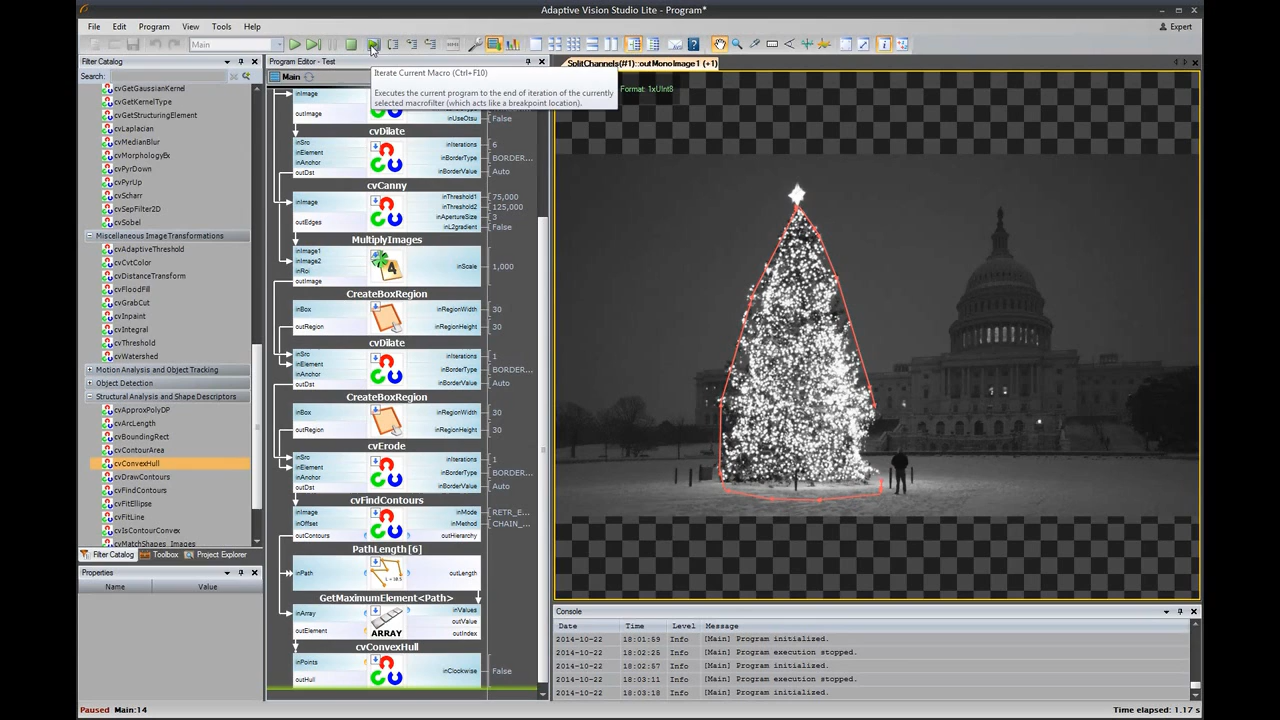 Adaptive Vision Studio Lite - Program*
File Edit Program View Tools Help
Expert
Main
Filter Catalog
Search:
cvGetGaussianKernel
cvGetKernelType
cvGetStructuringElement
cvLaplacian
cvMedianBlur
cvMorphologyEx
cvPyrDown
cvPyrUp
cvScharr
cvSepFilter2D
cvSobel
Miscellaneous Image Transformations
cvAdaptiveThreshold
cvCvtColor
cvDistanceTransform
cvFloodFill
cvGrabCut
cvInpaint
cvIntegral
cvThreshold
cvWatershed
Motion Analysis and Object Tracking
Object Detection
Structural Analysis and Shape Descriptors
cvApproxPolyDP
cvArcLength
cvBoundingRect
cvContourArea
cvConvexHull
cvDrawContours
cvFindContours
cvFitEllipse
cvFitLine
cvIsContourConvex
cvMatchShapes_Images
Filter Catalog Toolbox Project Explorer
Properties
Name Value
Program Editor - Test
Main
Iterate Current Macro (Ctrl+F10)
Executes the current program to the end of iteration of the currently
selected macrofilter (which acts like a breakpoint location).
inImage
outImage
inUseOtsu False
cvDilate
inSrc inIterations 6
inElement inBorderType BORDER...
inAnchor inBorderValue Auto
outDst
cvCanny
inImage
outEdges
inThreshold1 75,000
inThreshold2 125,000
inApertureSize 3
inL2gradient False
MultiplyImages
inImage1
inImage2
inRoi
outImage
inScale 1,000
4
CreateBoxRegion
inBox inRegionWidth 30
outRegion inRegionHeight 30
cvDilate
inSrc inIterations 1
inElement inBorderType BORDER...
inAnchor inBorderValue Auto
outDst
CreateBoxRegion
inBox inRegionWidth 30
outRegion inRegionHeight 30
cvErode
inSrc inIterations 1
inElement inBorderType BORDER...
inAnchor inBorderValue Auto
outDst
cvFindContours
inImage inMode RETR_E...
inOffset inMethod CHAIN_...
outContours outHierarchy
PathLength[6]
inPath outLength
GetMaximumElement<Path>
inArray inValues
outElement outValue
outIndex
ARRAY
cvConvexHull
inPoints inClockwise False
outHull
SplitChannels(#1)::outMonoImage1 (+1)
Format: 1xUInt8
Console
Date Time Level Message
2014-10-22 18:01:59 Info [Main] Program initialized.
2014-10-22 18:02:25 Info [Main] Program execution stopped.
2014-10-22 18:02:57 Info [Main] Program initialized.
2014-10-22 18:03:11 Info [Main] Program execution stopped.
2014-10-22 18:03:18 Info [Main] Program initialized.
Paused Main:14
Time elapsed: 1.17 s